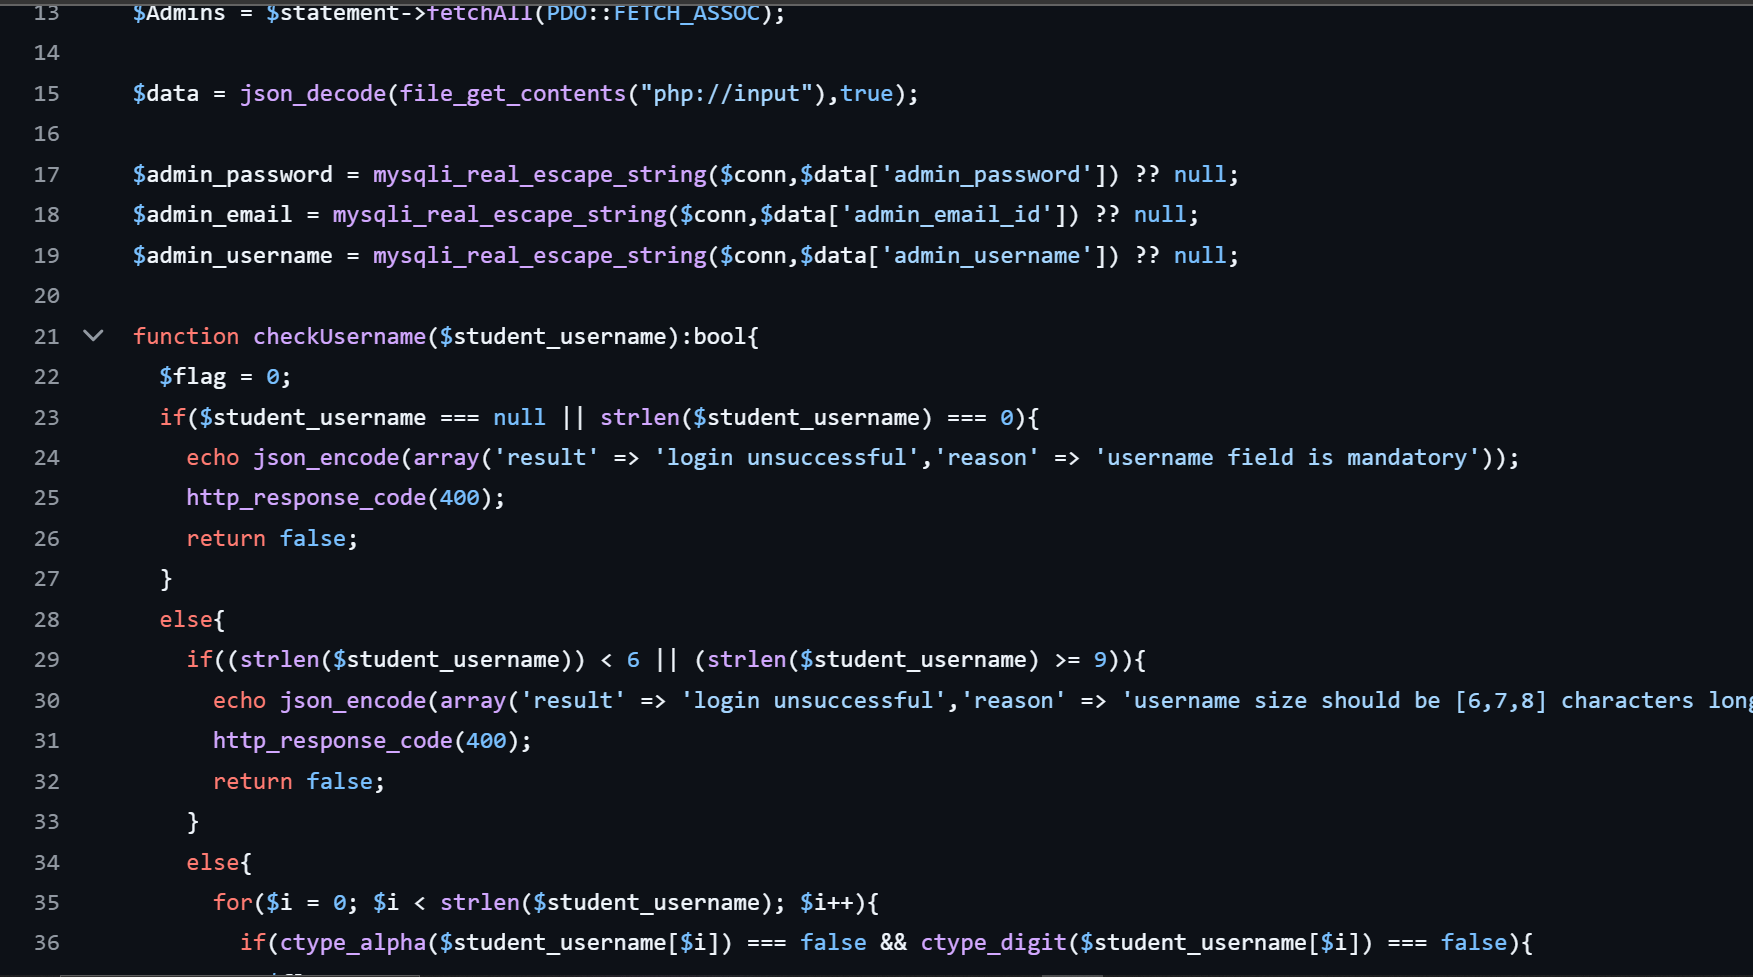 13 $Admins = $statement->fetchAll(PDO::FETCH_ASSOC);
14
15 $data = json_decode(file_get_contents("php://input"),true);
16
17 $admin_password = mysqli_real_escape_string($conn,$data['admin_password']) ?? null;
18 $admin_email = mysqli_real_escape_string($conn,$data['admin_email_id']) ?? null;
19 $admin_username = mysqli_real_escape_string($conn,$data['admin_username']) ?? null;
20
21 function checkUsername($student_username):bool{
22 $flag = 0;
23 if($student_username === null || strlen($student_username) === 0){
24 echo json_encode(array('result' => 'login unsuccessful','reason' => 'username field is mandatory'));
25 http_response_code(400);
26 return false;
27 }
28 else{
29 if((strlen($student_username)) < 6 || (strlen($student_username) >= 9)){
30 echo json_encode(array('result' => 'login unsuccessful','reason' => 'username size should be [6,7,8] characters long
31 http_response_code(400);
32 return false;
33 }
34 else{
35 for($i = 0; $i < strlen($student_username); $i++){
36 if(ctype_alpha($student_username[$i]) === false && ctype_digit($student_username[$i]) === false){